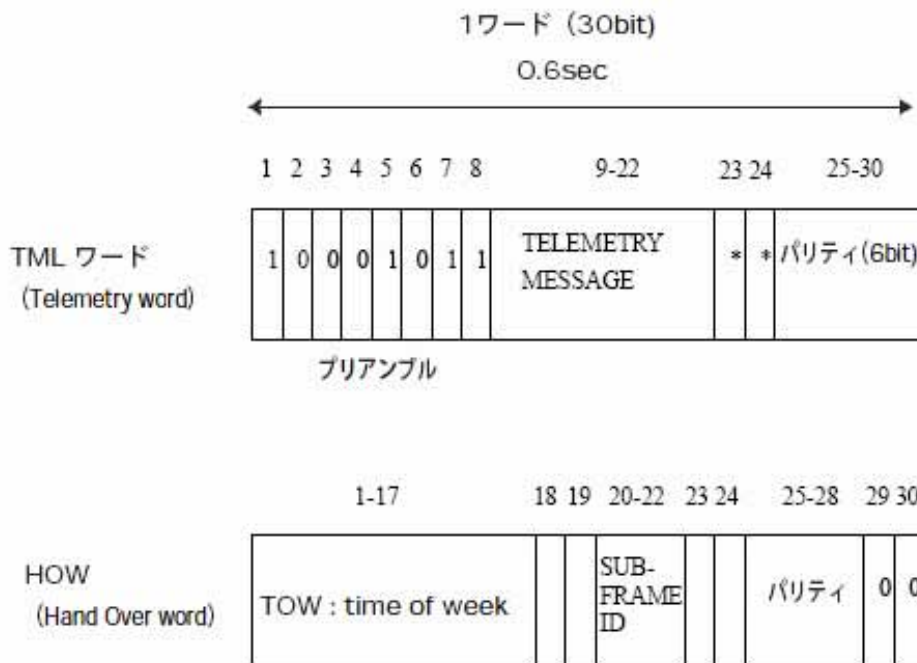 1ワード（30bit)
0.6sec
1 2 3 4 5 6 7 8 9-22 23 24 25-30
TML ワード
(Telemetry word)
1 0 0 0 1 0 1 1
TELEMETRY
MESSAGE
* *
パリティ(6bit)
プリアンブル
1-17 18 19 20-22 23 24 25-28 29 30
HOW
(Hand Over word)
TOW : time of week
SUB-
FRAME
ID
パリティ
0 0